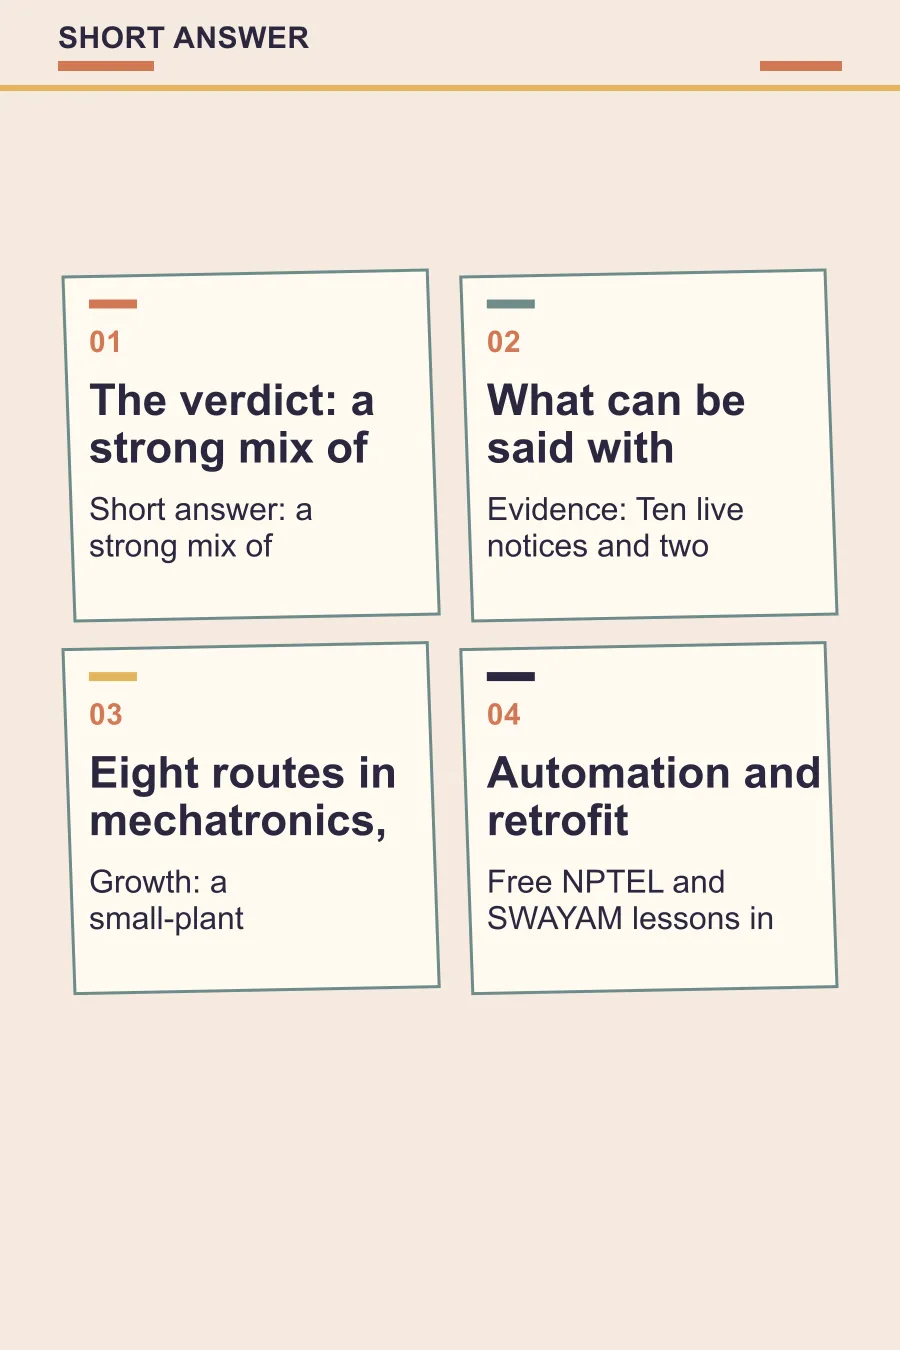 SHORT ANSWER
01
The verdict: a
strong mix of
Short answer: a
strong mix of
02
What can be
said with
Evidence: Ten live
notices and two
03
Eight routes in
mechatronics,
Growth: a
small-plant
04
Automation and
retrofit
Free NPTEL and
SWAYAM lessons in